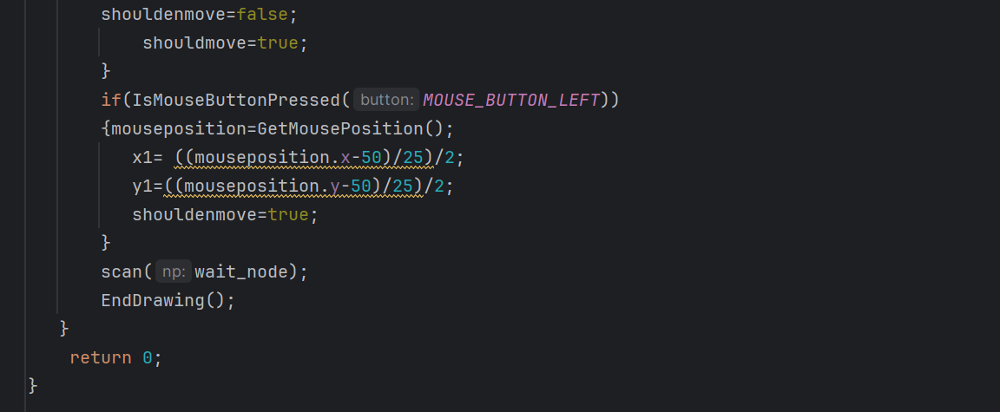 shouldenmove=false;
shouldmove=true;
}
if(IsMouseButtonPressed( button: MOUSE_BUTTON_LEFT))
{mouseposition=GetMousePosition();
x1= ((mouseposition.x-50)/25)/2;
y1=((mouseposition.y-50)/25)/2;
shouldenmove=true;
}
scan( np: wait_node);
EndDrawing();
}
return 0;
}